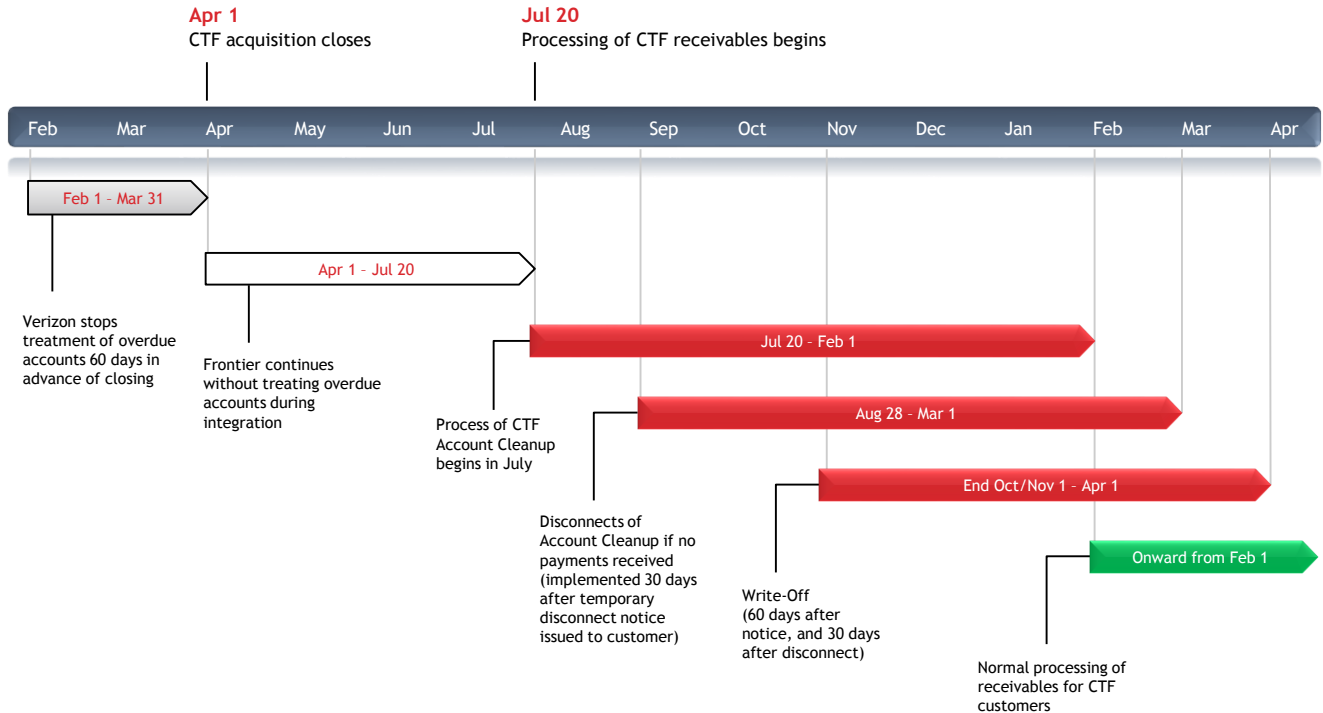 Apr 1
CTF acquisition closes
Jul 20
Processing of CTF receivables begins
Feb Mar Apr May Jun Jul Aug Sep Oct Nov Dec Jan Feb Mar Apr
Feb 1 – Mar 31
Verizon stops
treatment of overdue
accounts 60 days in
advance of closing
Apr 1 – Jul 20
Frontier continues
without treating overdue
accounts during
integration
Jul 20 – Feb 1
Process of CTF
Account Cleanup
begins in July
Aug 28 – Mar 1
Disconnects of
Account Cleanup if no
payments received
(implemented 30 days
after temporary
disconnect notice
issued to customer)
End Oct/Nov 1 – Apr 1
Write-Off
(60 days after
notice, and 30 days
after disconnect)
Onward from Feb 1
Normal processing of
receivables for CTF
customers